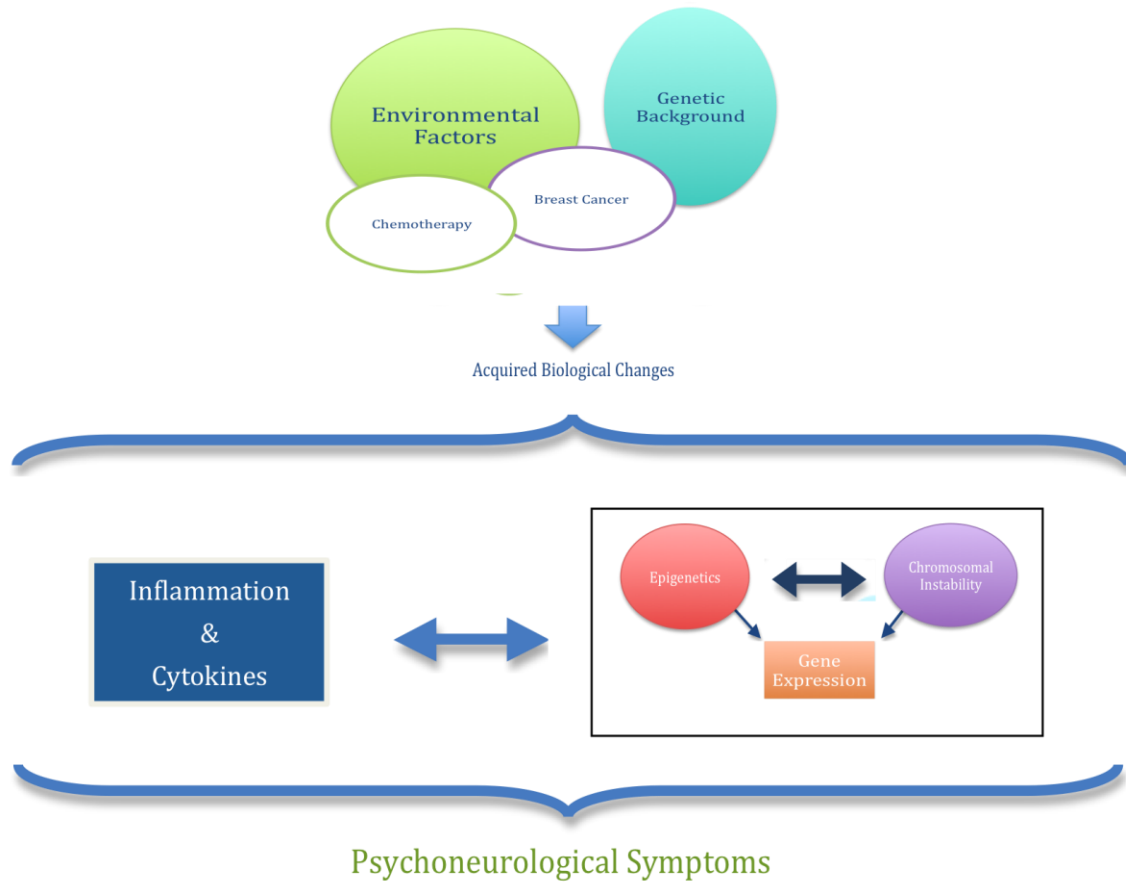 Environmental
Factors
Genetic
Background
Breast Cancer
Chemotherapy
Acquired Biological Changes
Inflammation
&
Cytokines
Epigenetics
Chromosomal
Instability
Gene
Expression
Psychoneurological Symptoms